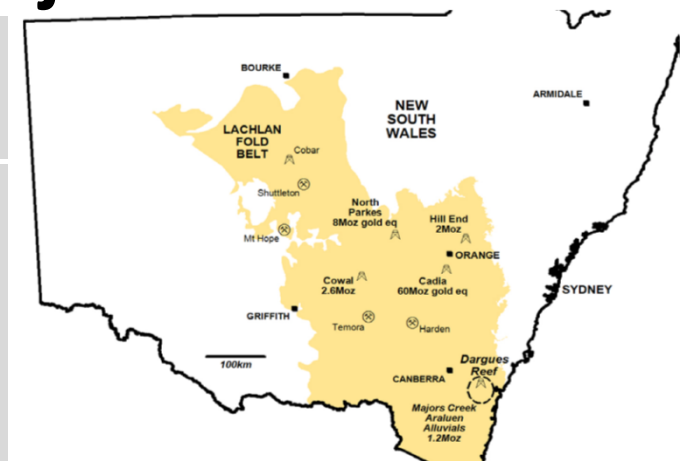 BOURKE
ARMIDALE
NEW
SOUTH
WALES
LACHLAN
FOLD
BELT
Cobar
Shuttleton
North
Parkes
8Moz gold eq
Hill End
2Moz
Mt Hope
ORANGE
Cowal
2.6Moz
Cadia
60Moz gold eq
SYDNEY
GRIFFITH
Temora
Harden
100km
Dargues
Reef
CANBERRA
Majors Creek
Araluen
Alluvials
1.2Moz